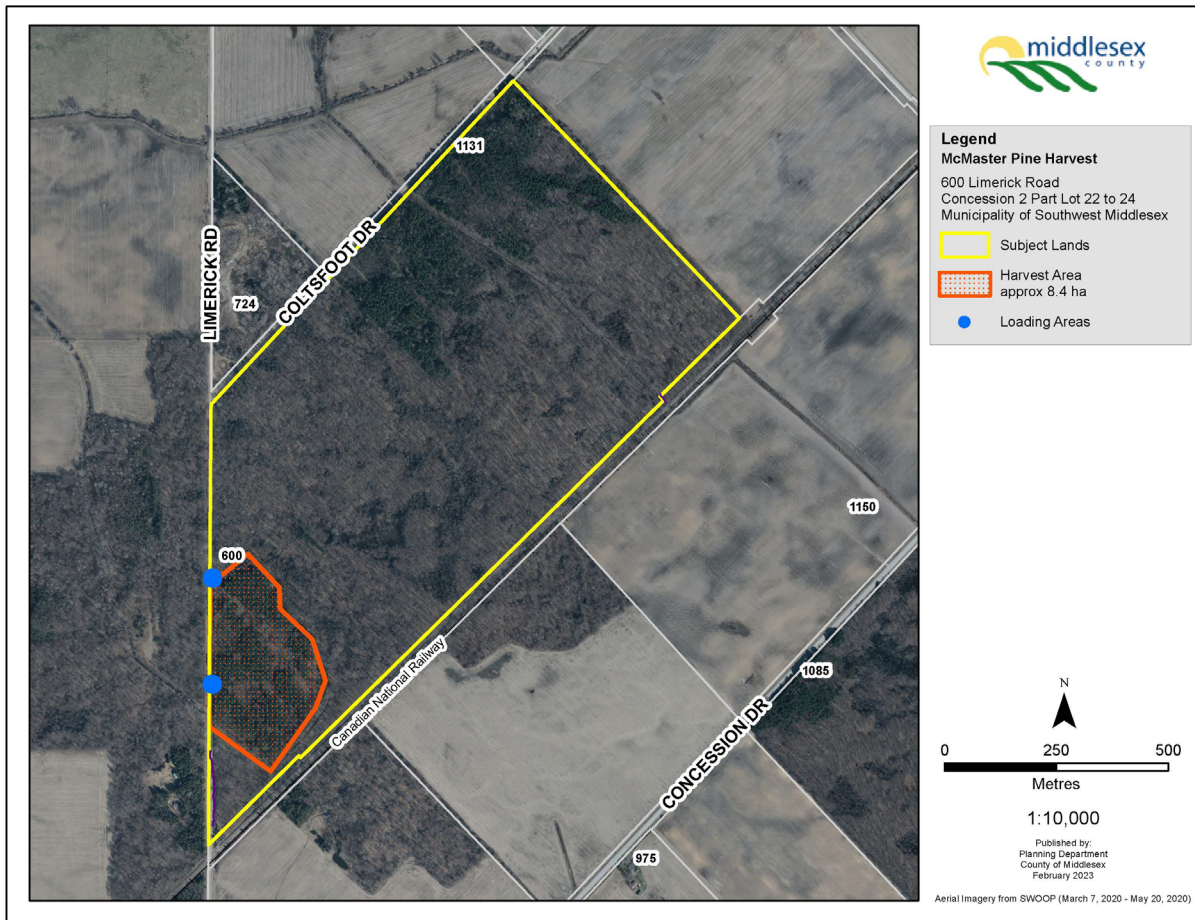 middlesex
county
Legend
McMaster Pine Harvest
600 Limerick Road
Concession 2 Part Lot 22 to 24
Municipality of Southwest Middlesex
Subject Lands
Harvest Area
approx 8.4 ha
Loading Areas
1131
LIMERICK RD
COLTSFOOT DR
724
600
1150
Canadian National Railway
1085
CONCESSION DR
975
N
0 250 500
Metres
1:10,000
Published by:
Planning Department
County of Middlesex
February 2023
Aerial Imagery from SWOOP (March 7, 2020 - May 20, 2020)